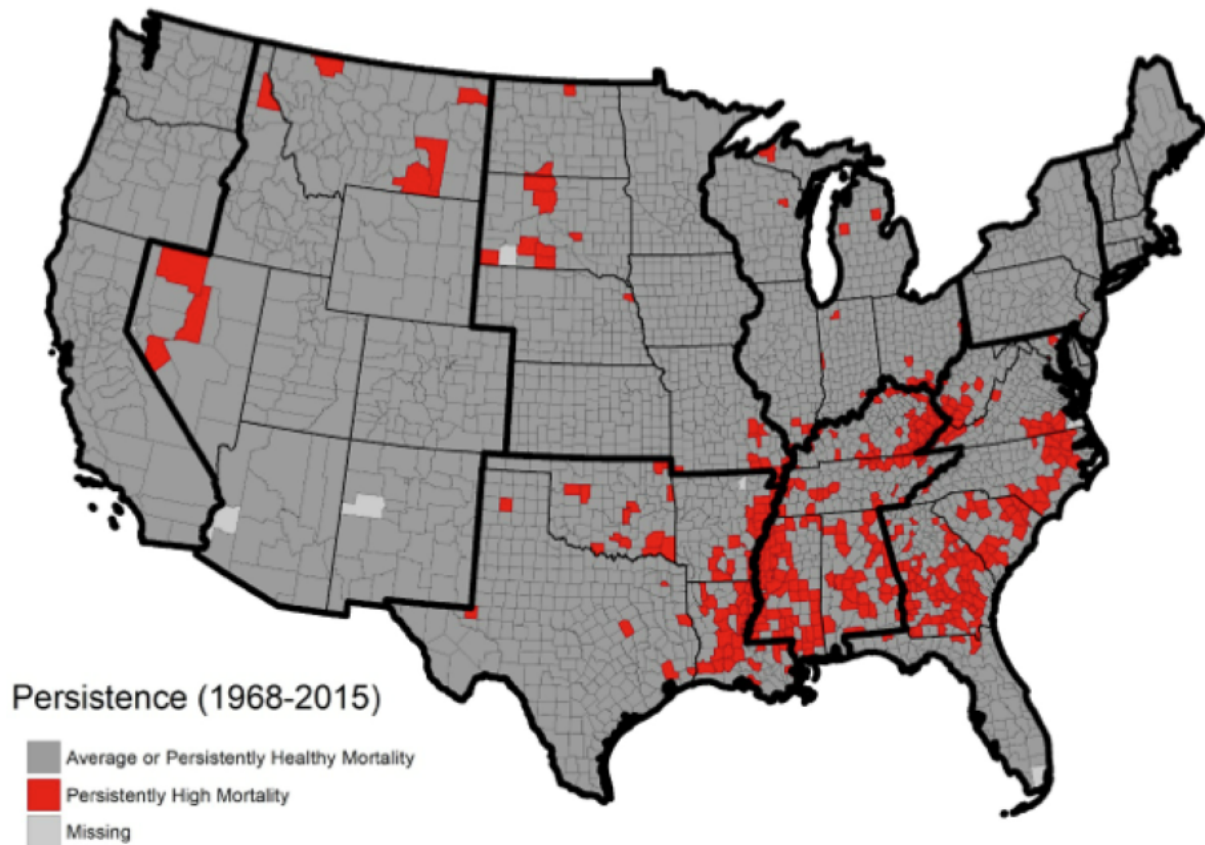 Persistence (1968-2015)
Average or Persistently Healthy Mortality
Persistently High Mortality
Missing